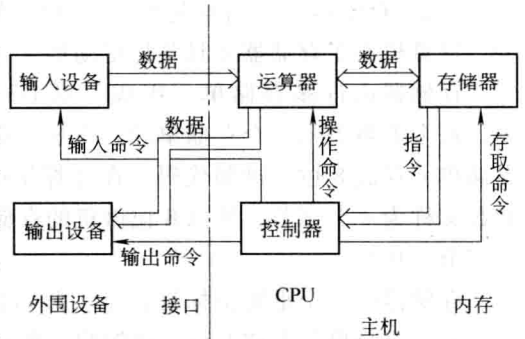 数据
数据
输入设备
运算器
存储器
数据
输入命令
操作命令
指令
存取命令
输出设备
控制器
输出命令
外围设备
接口
CPU
内存
主机